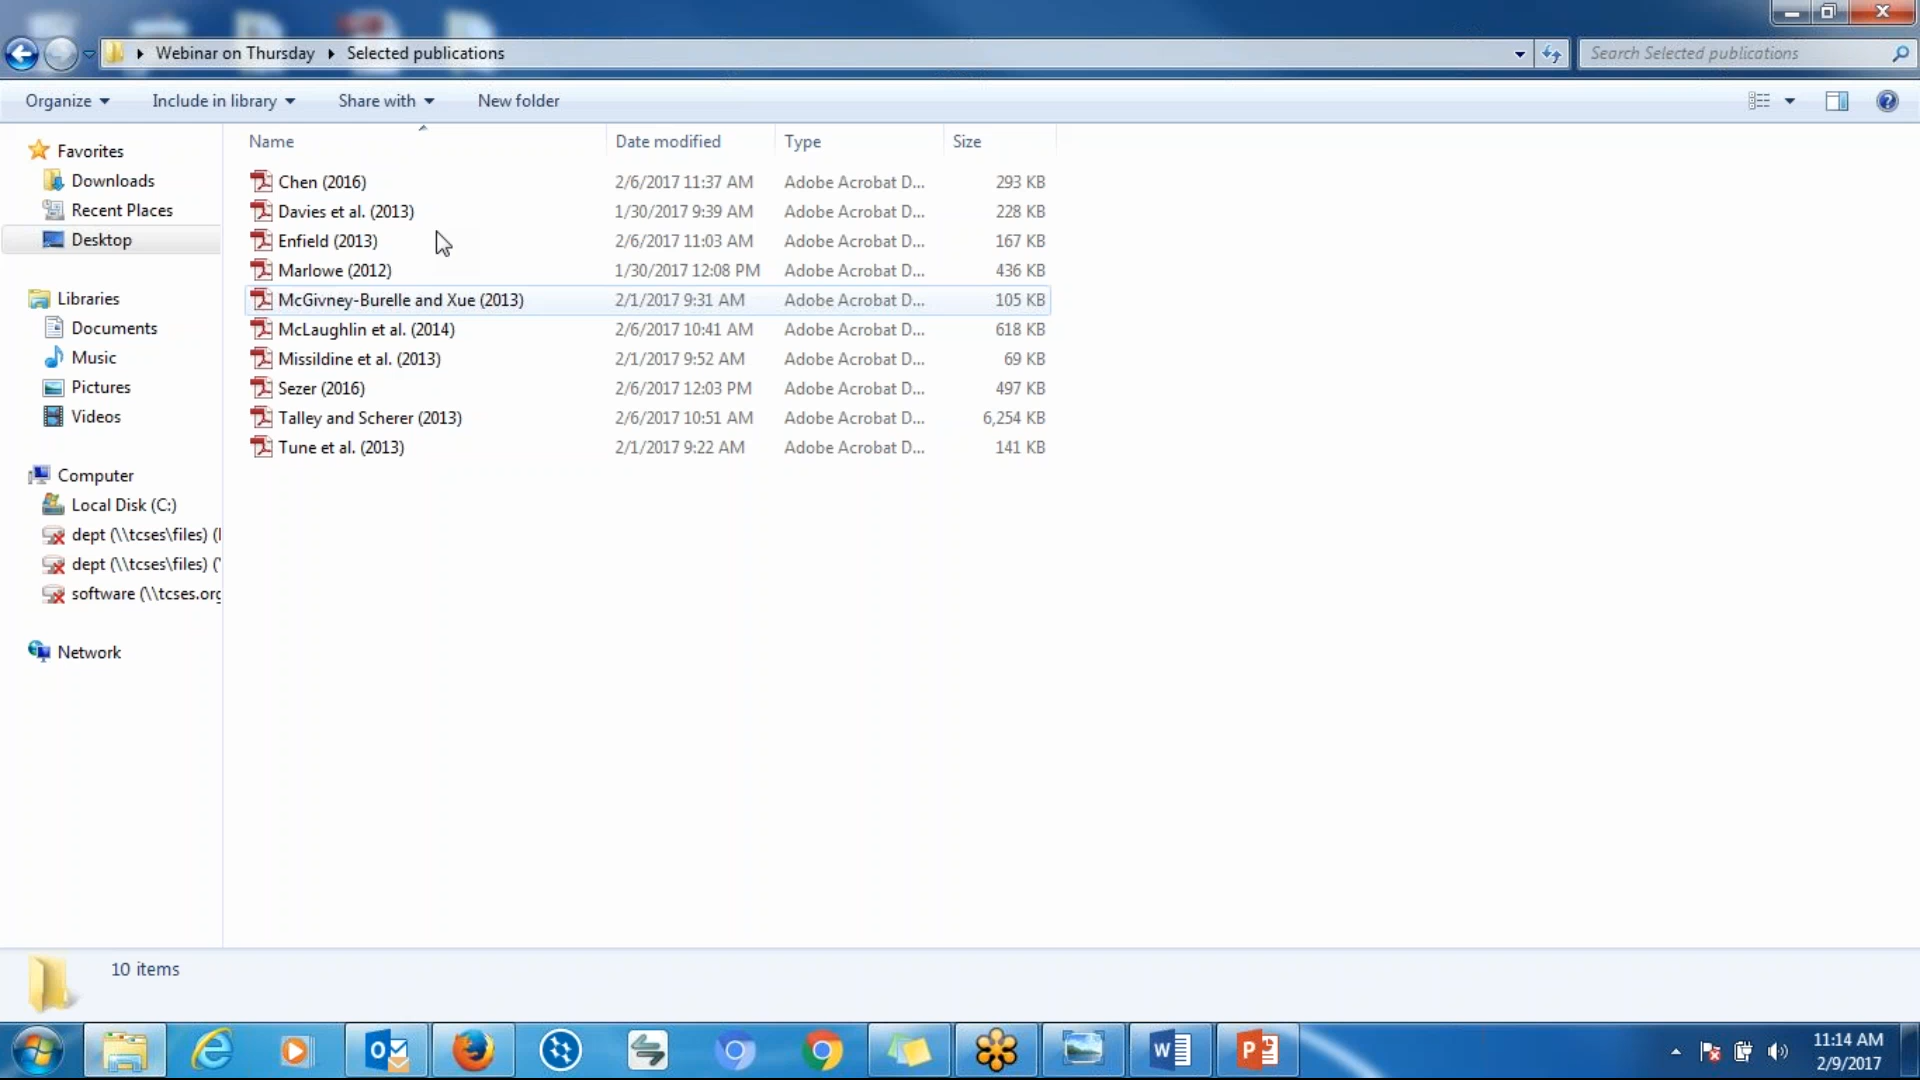 Webinar on Thursday Selected publications
Search Selected publications
Organize Include in library Share with New folder
Name Date modified Type Size
Favorites
Downloads
Recent Places
Desktop
Libraries
Documents
Music
Pictures
Videos
Computer
Local Disk (C:)
dept (\\tcses\files) (
dept (\\tcses\files) ('
software (\\tcses.org
Network
Chen (2016) 2/6/2017 11:37 AM Adobe Acrobat D... 293 KB
Davies et al. (2013) 1/30/2017 9:39 AM Adobe Acrobat D... 228 KB
Enfield (2013) 2/6/2017 11:03 AM Adobe Acrobat D... 167 KB
Marlowe (2012) 1/30/2017 12:08 PM Adobe Acrobat D... 436 KB
McGivney-Burelle and Xue (2013) 2/1/2017 9:31 AM Adobe Acrobat D... 105 KB
McLaughlin et al. (2014) 2/6/2017 10:41 AM Adobe Acrobat D... 618 KB
Missildine et al. (2013) 2/1/2017 9:52 AM Adobe Acrobat D... 69 KB
Sezer (2016) 2/6/2017 12:03 PM Adobe Acrobat D... 497 KB
Talley and Scherer (2013) 2/6/2017 10:51 AM Adobe Acrobat D... 6,254 KB
Tune et al. (2013) 2/1/2017 9:22 AM Adobe Acrobat D... 141 KB
10 items
11:14 AM
2/9/2017